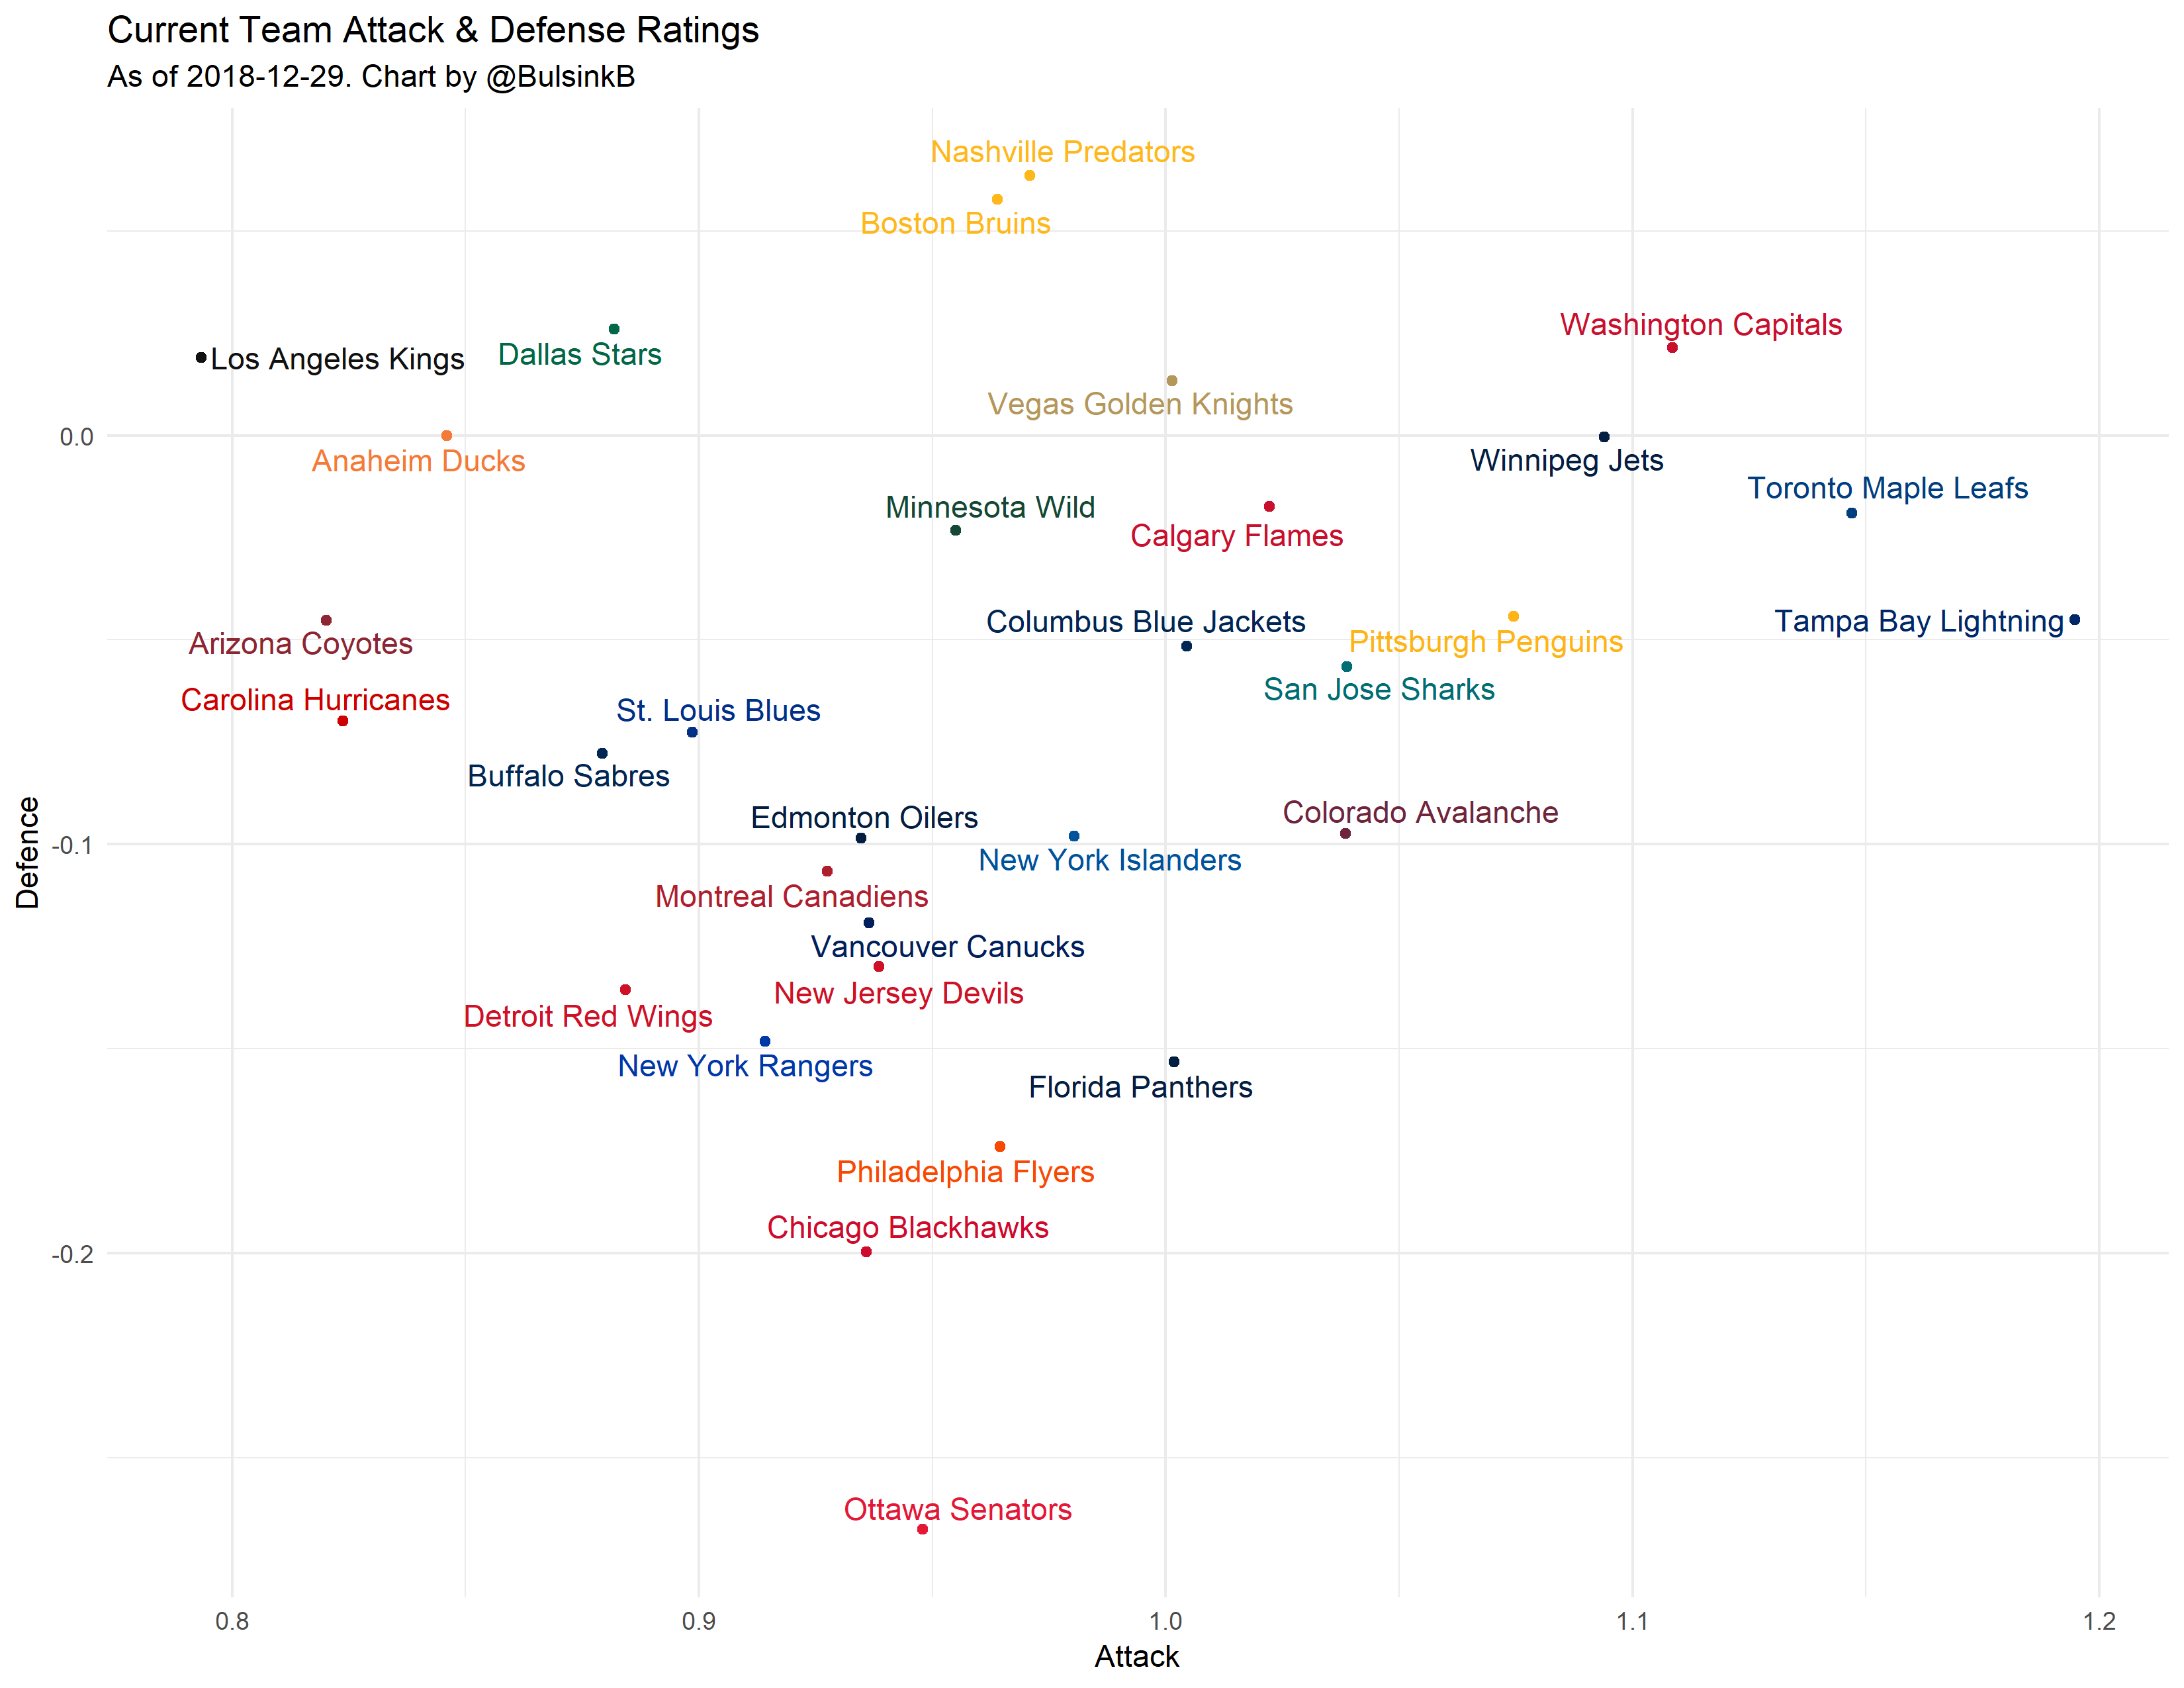 Current Team Attack & Defense Ratings
As of 2018-12-29. Chart by @BulsinkB
Nashville Predators
Boston Bruins
Washington Capitals
Los Angeles Kings
Dallas Stars
Vegas Golden Knights
0.0
Anaheim Ducks
Winnipeg Jets
Toronto Maple Leafs
Minnesota Wild
Calgary Flames
Columbus Blue Jackets
Tampa Bay Lightning
Arizona Coyotes
Pittsburgh Penguins
San Jose Sharks
Carolina Hurricanes
St. Louis Blues
Buffalo Sabres
Edmonton Oilers
Colorado Avalanche
-0.1
New York Islanders
Defence
Montreal Canadiens
Vancouver Canucks
New Jersey Devils
Detroit Red Wings
New York Rangers
Florida Panthers
Philadelphia Flyers
Chicago Blackhawks
-0.2
Ottawa Senators
0.8 0.9 1.0 1.1 1.2
Attack